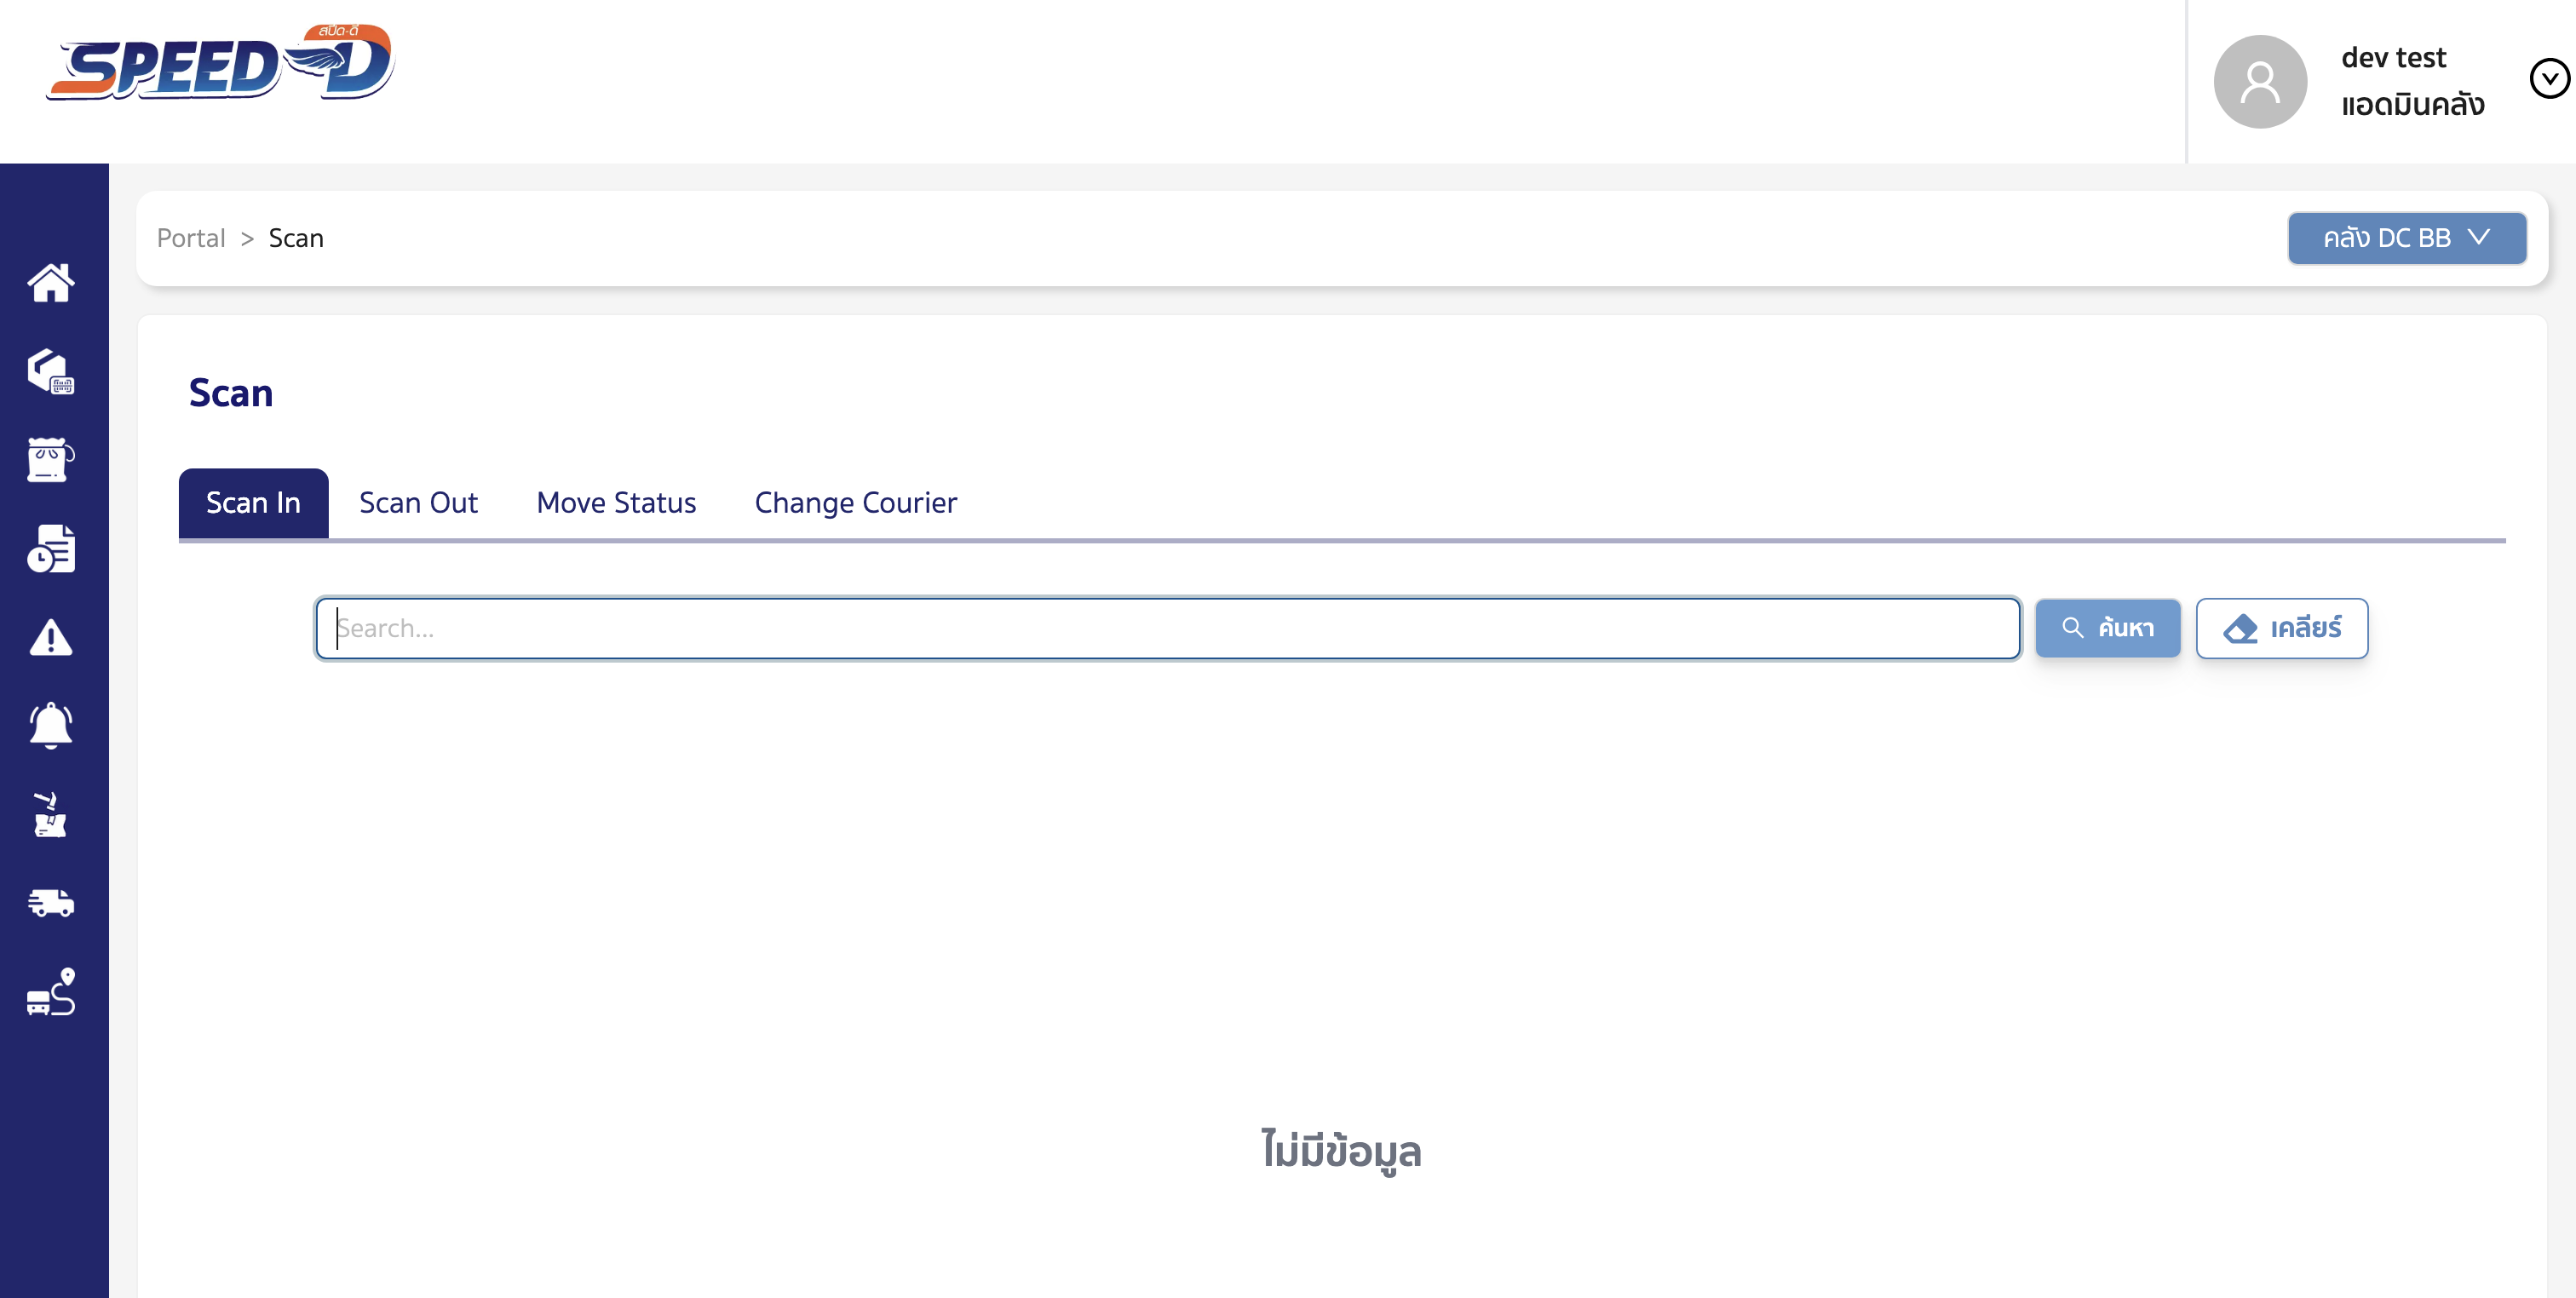 สปีด-ดี
SPEED-D
dev test
แอดมินคลัง
Portal > Scan
คลัง DC BB
Scan
Scan In
Scan Out
Move Status
Change Courier
Search...
ค้นหา
เคลียร์
ไม่มีข้อมูล